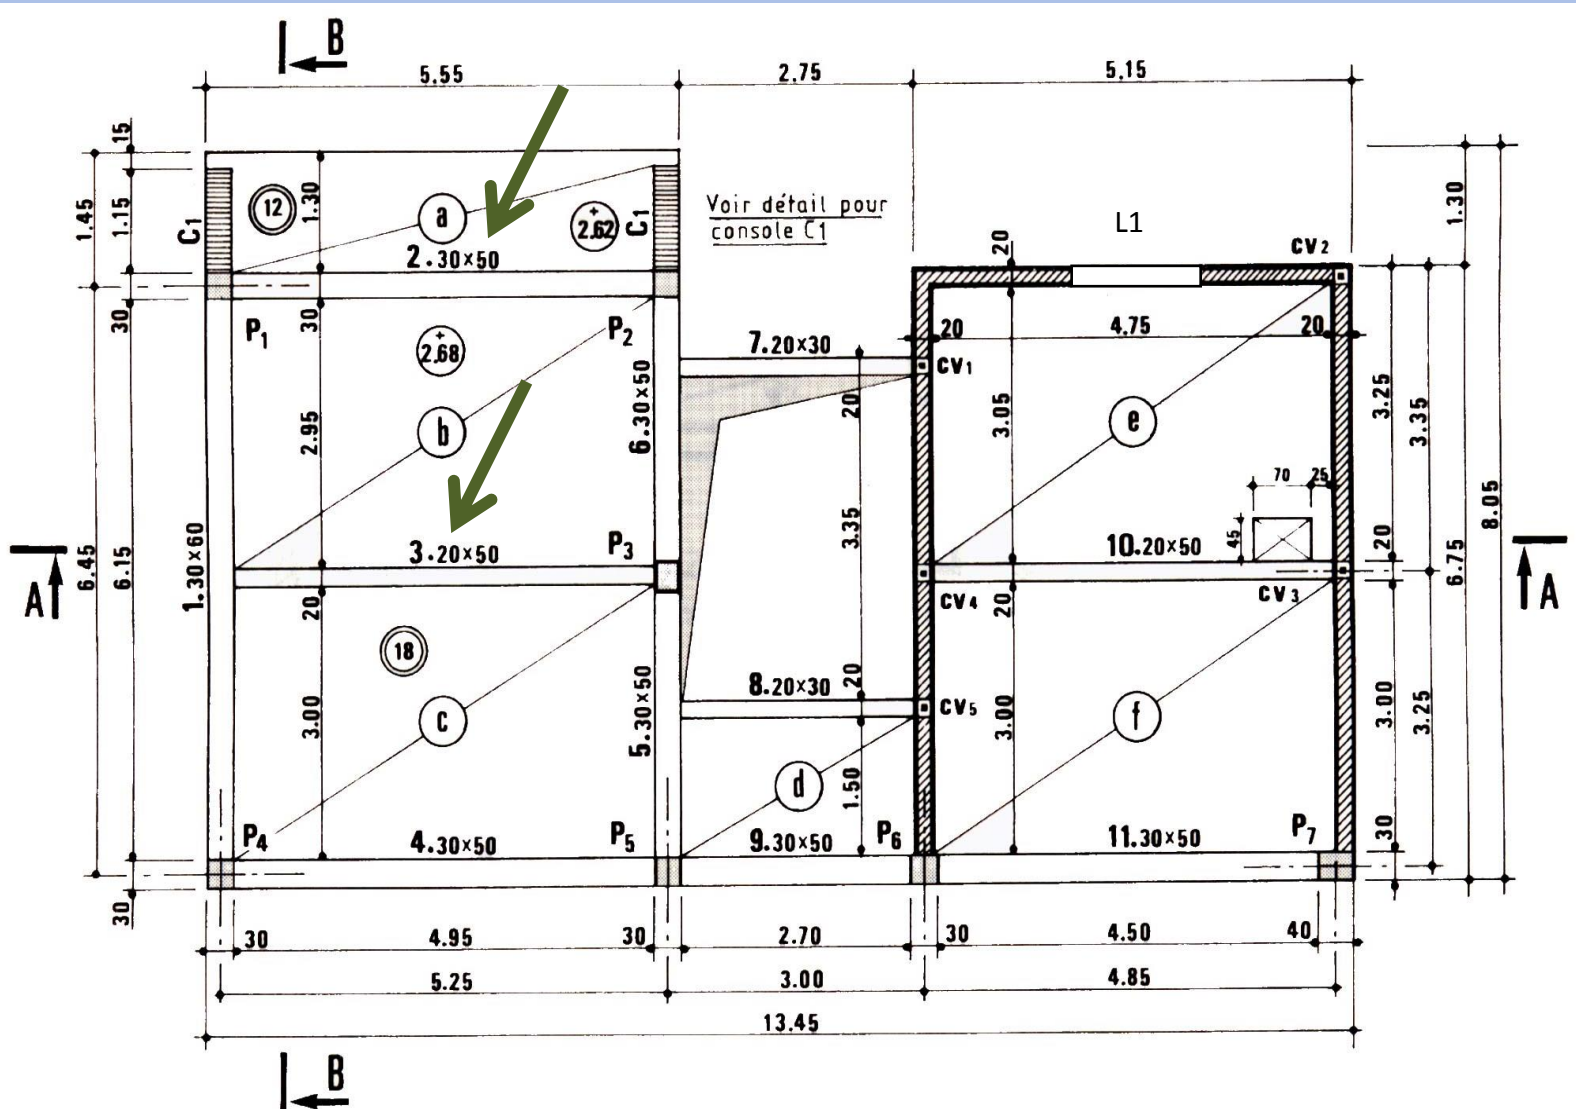 B
5.55
2.75
5.15
15
1.45
1.15
C1
12
1.30
a
+
2.62
C1
Voir détail pour
console C1
L1
CV2
20
1.30
2.30×50
30
P1
30
P2
+
2.68
7.20×30
20
4.75
20
CV1
2.95
b
6.30×50
20
3.05
e
3.25
3.35
8.05
70
25
3.35
45
A
6.45
6.15
1.30×60
3.20×50
P3
10.20×50
20
6.75
A
20
CV4
20
CV3
18
3.00
c
5.30×50
8.20×30
20
CV5
3.00
f
3.00
3.25
d
1.50
P4
4.30×50
P5
9.30×50
P6
11.30×50
P7
30
30
30
4.95
30
2.70
30
4.50
40
5.25
3.00
4.85
13.45
B